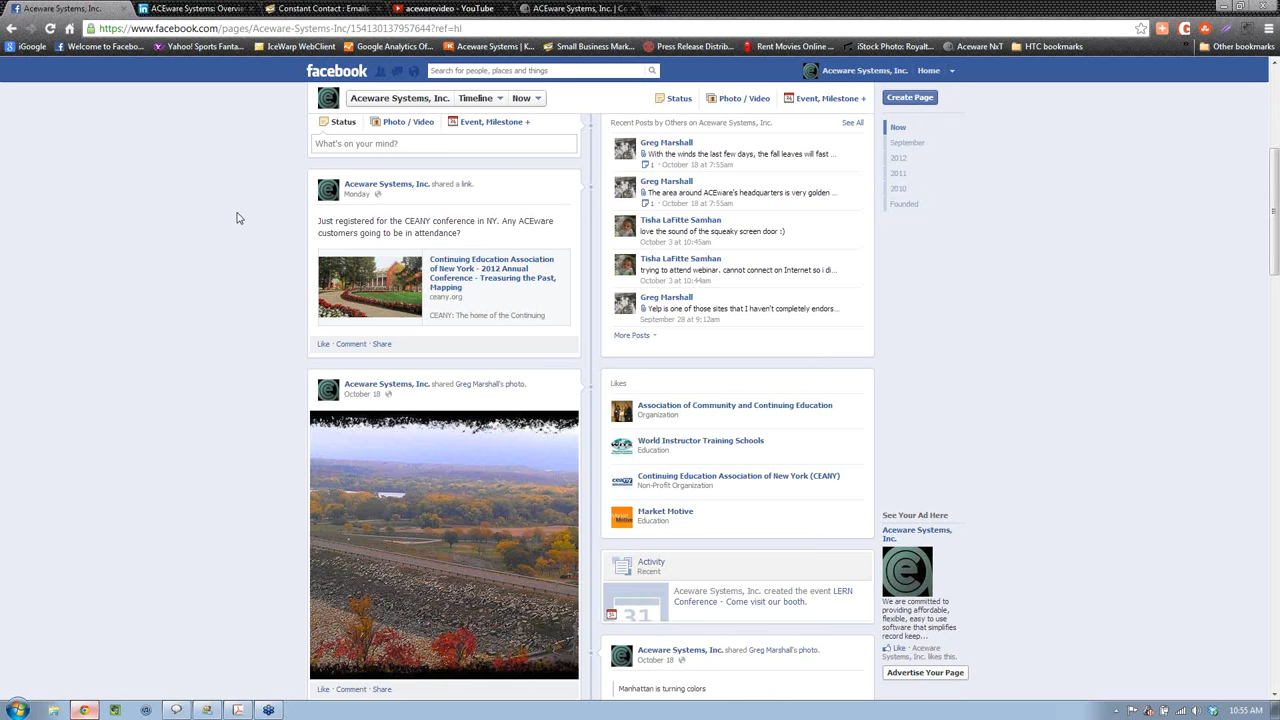 Aceware Systems, Inc.
ACEware Systems: Overvi
Constant Contact : Emails
acewarevideo - YouTube
ACEware Systems, Inc. | Co
https://www.facebook.com/pages/Aceware-Systems-Inc/154130137957644?ref=hl
iGoogle
Welcome to Facebo...
Yahoo! Sports Fanta...
IceWarp WebClient
Google Analytics Of...
Aceware Systems | K...
Small Business Mark...
Press Release Distrib...
Rent Movies Online ...
iStock Photo: Royalt...
Aceware NxT
HTC bookmarks
Other bookmarks
facebook
Search for people, places and things
Aceware Systems, Inc.
Home
Aceware Systems, Inc.
Timeline
Now
Status
Photo / Video
Event, Milestone +
Create Page
Now
September
2012
2011
2010
Founded
Status
Photo / Video
Event, Milestone +
What's on your mind?
Aceware Systems, Inc. shared a link.
Monday
Just registered for the CEANY conference in NY. Any ACEware
customers going to be in attendance?
Continuing Education Association
of New York - 2012 Annual
Conference - Treasuring the Past,
Mapping
ceany.org
CEANY: The home of the Continuing
Like · Comment · Share
Aceware Systems, Inc. shared Greg Marshall's photo.
October 18
Like · Comment · Share
Recent Posts by Others on Aceware Systems, Inc.
See All
Greg Marshall
With the winds the last few days, the fall leaves will fast ...
1 · October 18 at 7:55am
Greg Marshall
The area around ACEware's headquarters is very golden ...
1 · October 18 at 7:55am
Tisha LaFitte Samhan
love the sound of the squeaky screen door :)
October 3 at 10:45am
Tisha LaFitte Samhan
trying to attend webinar. cannot connect on Internet so i di...
October 3 at 10:44am
Greg Marshall
Yelp is one of those sites that I haven't completely endors...
September 28 at 9:12am
More Posts
Likes
Association of Community and Continuing Education
Organization
World Instructor Training Schools
Education
Continuing Education Association of New York (CEANY)
Non-Profit Organization
Market Motive
Education
Activity
Recent
Aceware Systems, Inc. created the event LERN
Conference - Come visit our booth.
31
Aceware Systems, Inc. shared Greg Marshall's photo.
October 18
Manhattan is turning colors
See Your Ad Here
Aceware Systems,
Inc.
We are committed to
providing affordable,
flexible, easy to use
software that simplifies
record keep...
Like · Aceware
Systems, Inc. likes this.
Advertise Your Page
10:55 AM